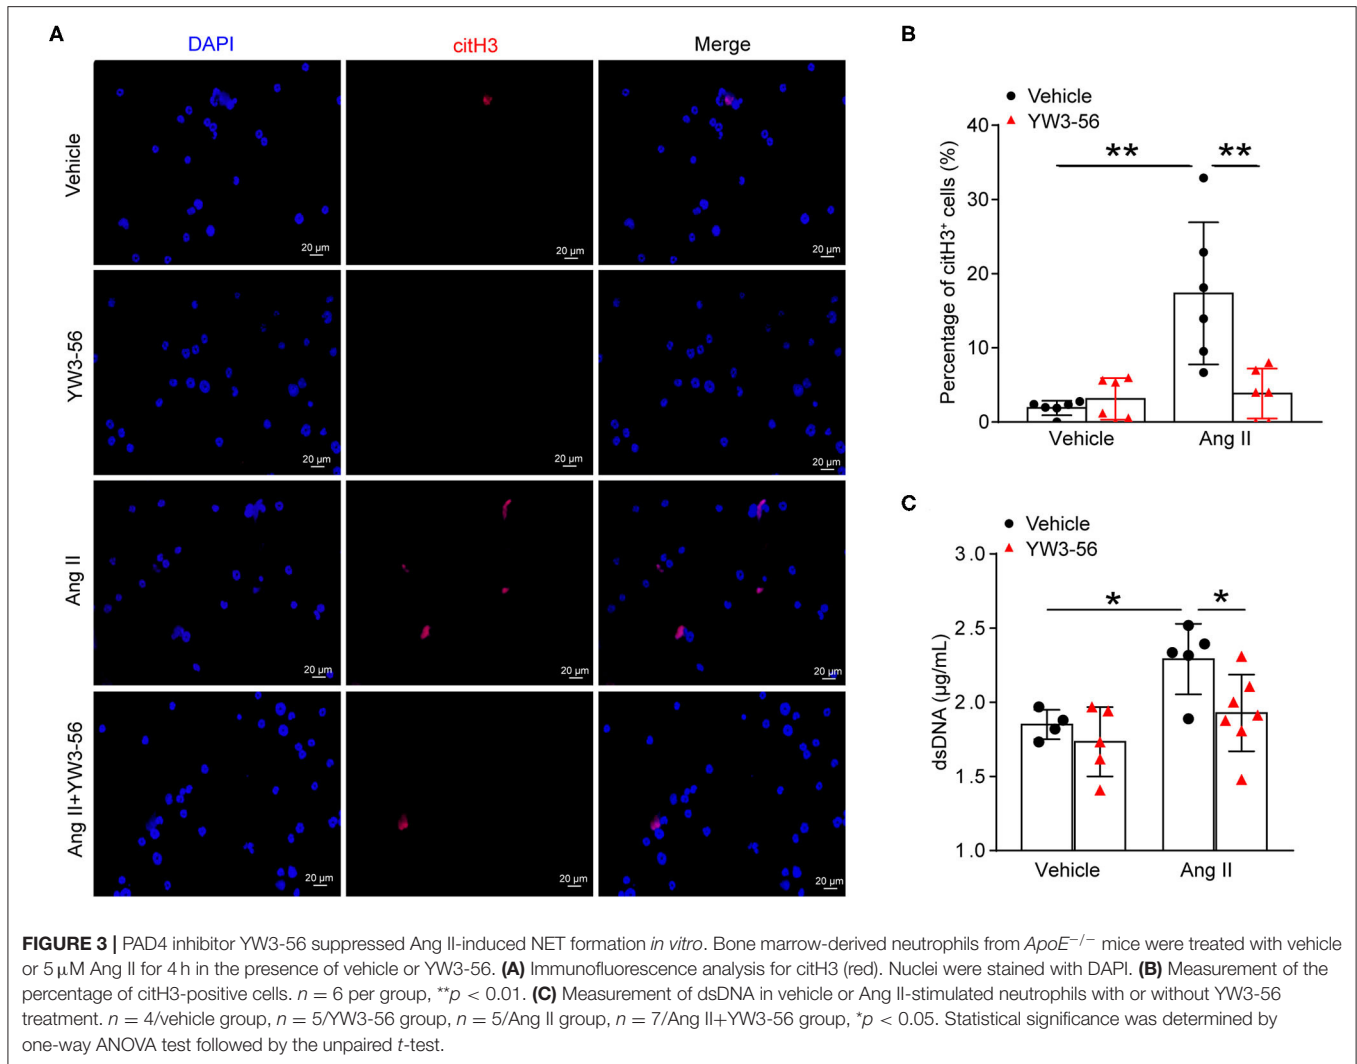 A
DAPI
citH3
Merge
Vehicle
20 µm
20 µm
20 µm
YW3-56
20 µm
20 µm
20 µm
Ang II
20 µm
20 µm
20 µm
Ang II+YW3-56
20 µm
20 µm
20 µm
B
Vehicle
YW3-56
Percentage of citH3⁺ cells (%)
40
30
20
10
0
**
**
Vehicle
Ang II
C
Vehicle
YW3-56
dsDNA (µg/mL)
3.0
2.5
2.0
1.5
1.0
*
*
Vehicle
Ang II
FIGURE 3 | PAD4 inhibitor YW3-56 suppressed Ang II-induced NET formation in vitro. Bone marrow-derived neutrophils from ApoE⁻/⁻ mice were treated with vehicle
or 5 µM Ang II for 4 h in the presence of vehicle or YW3-56. (A) Immunofluorescence analysis for citH3 (red). Nuclei were stained with DAPI. (B) Measurement of the
percentage of citH3-positive cells. n = 6 per group, **p < 0.01. (C) Measurement of dsDNA in vehicle or Ang II-stimulated neutrophils with or without YW3-56
treatment. n = 4/vehicle group, n = 5/YW3-56 group, n = 5/Ang II group, n = 7/Ang II+YW3-56 group, *p < 0.05. Statistical significance was determined by
one-way ANOVA test followed by the unpaired t-test.